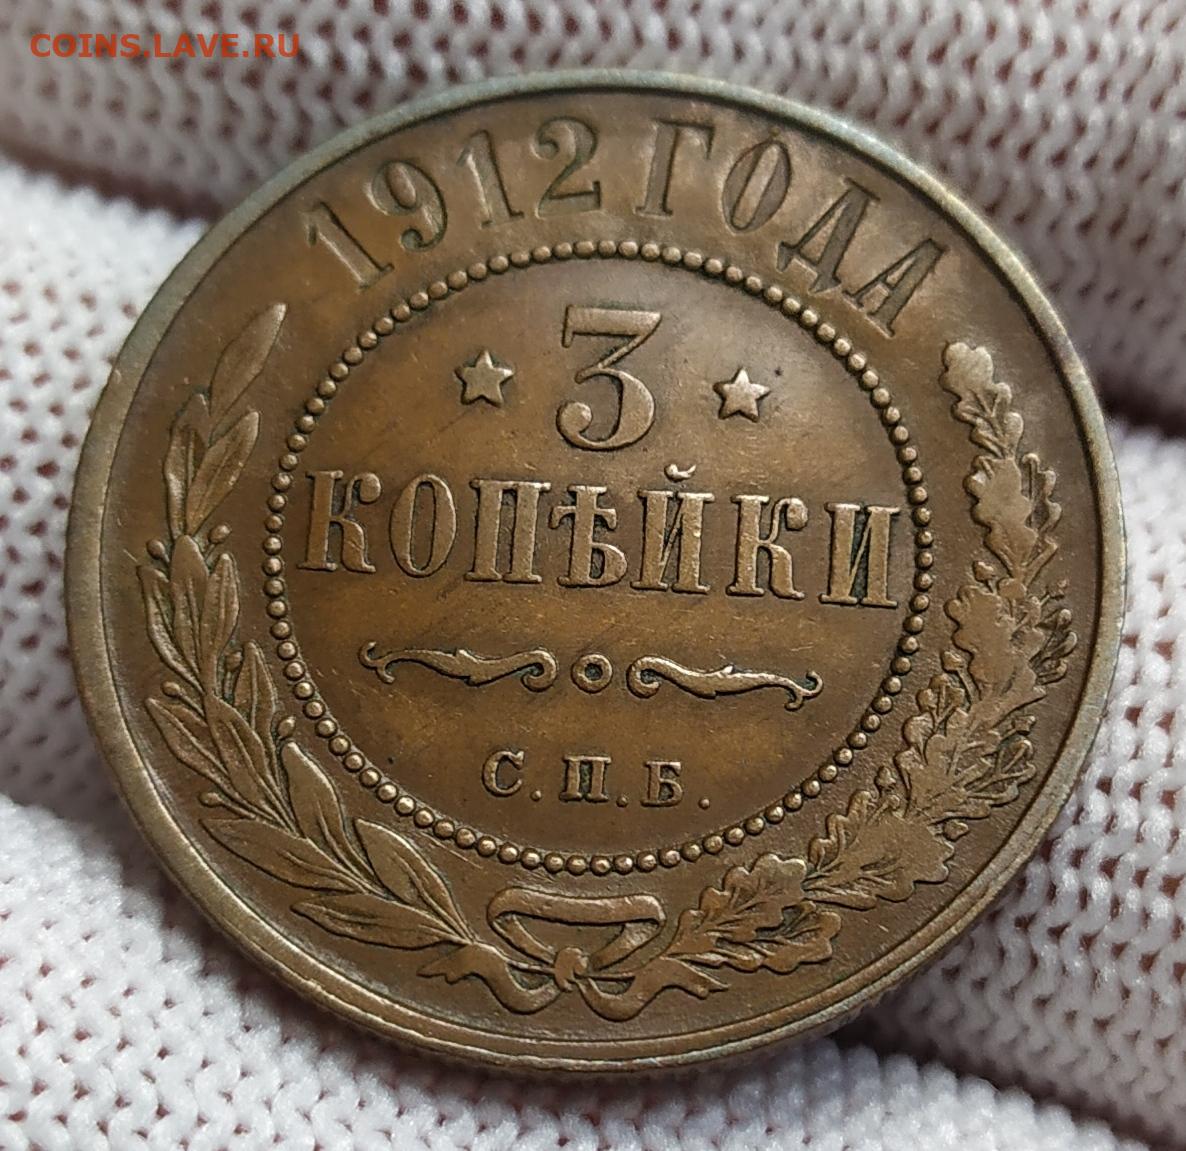 COINS.LAVE.RU
1912 ГОДА
3
КОПѢЙКИ
С.П.Б.